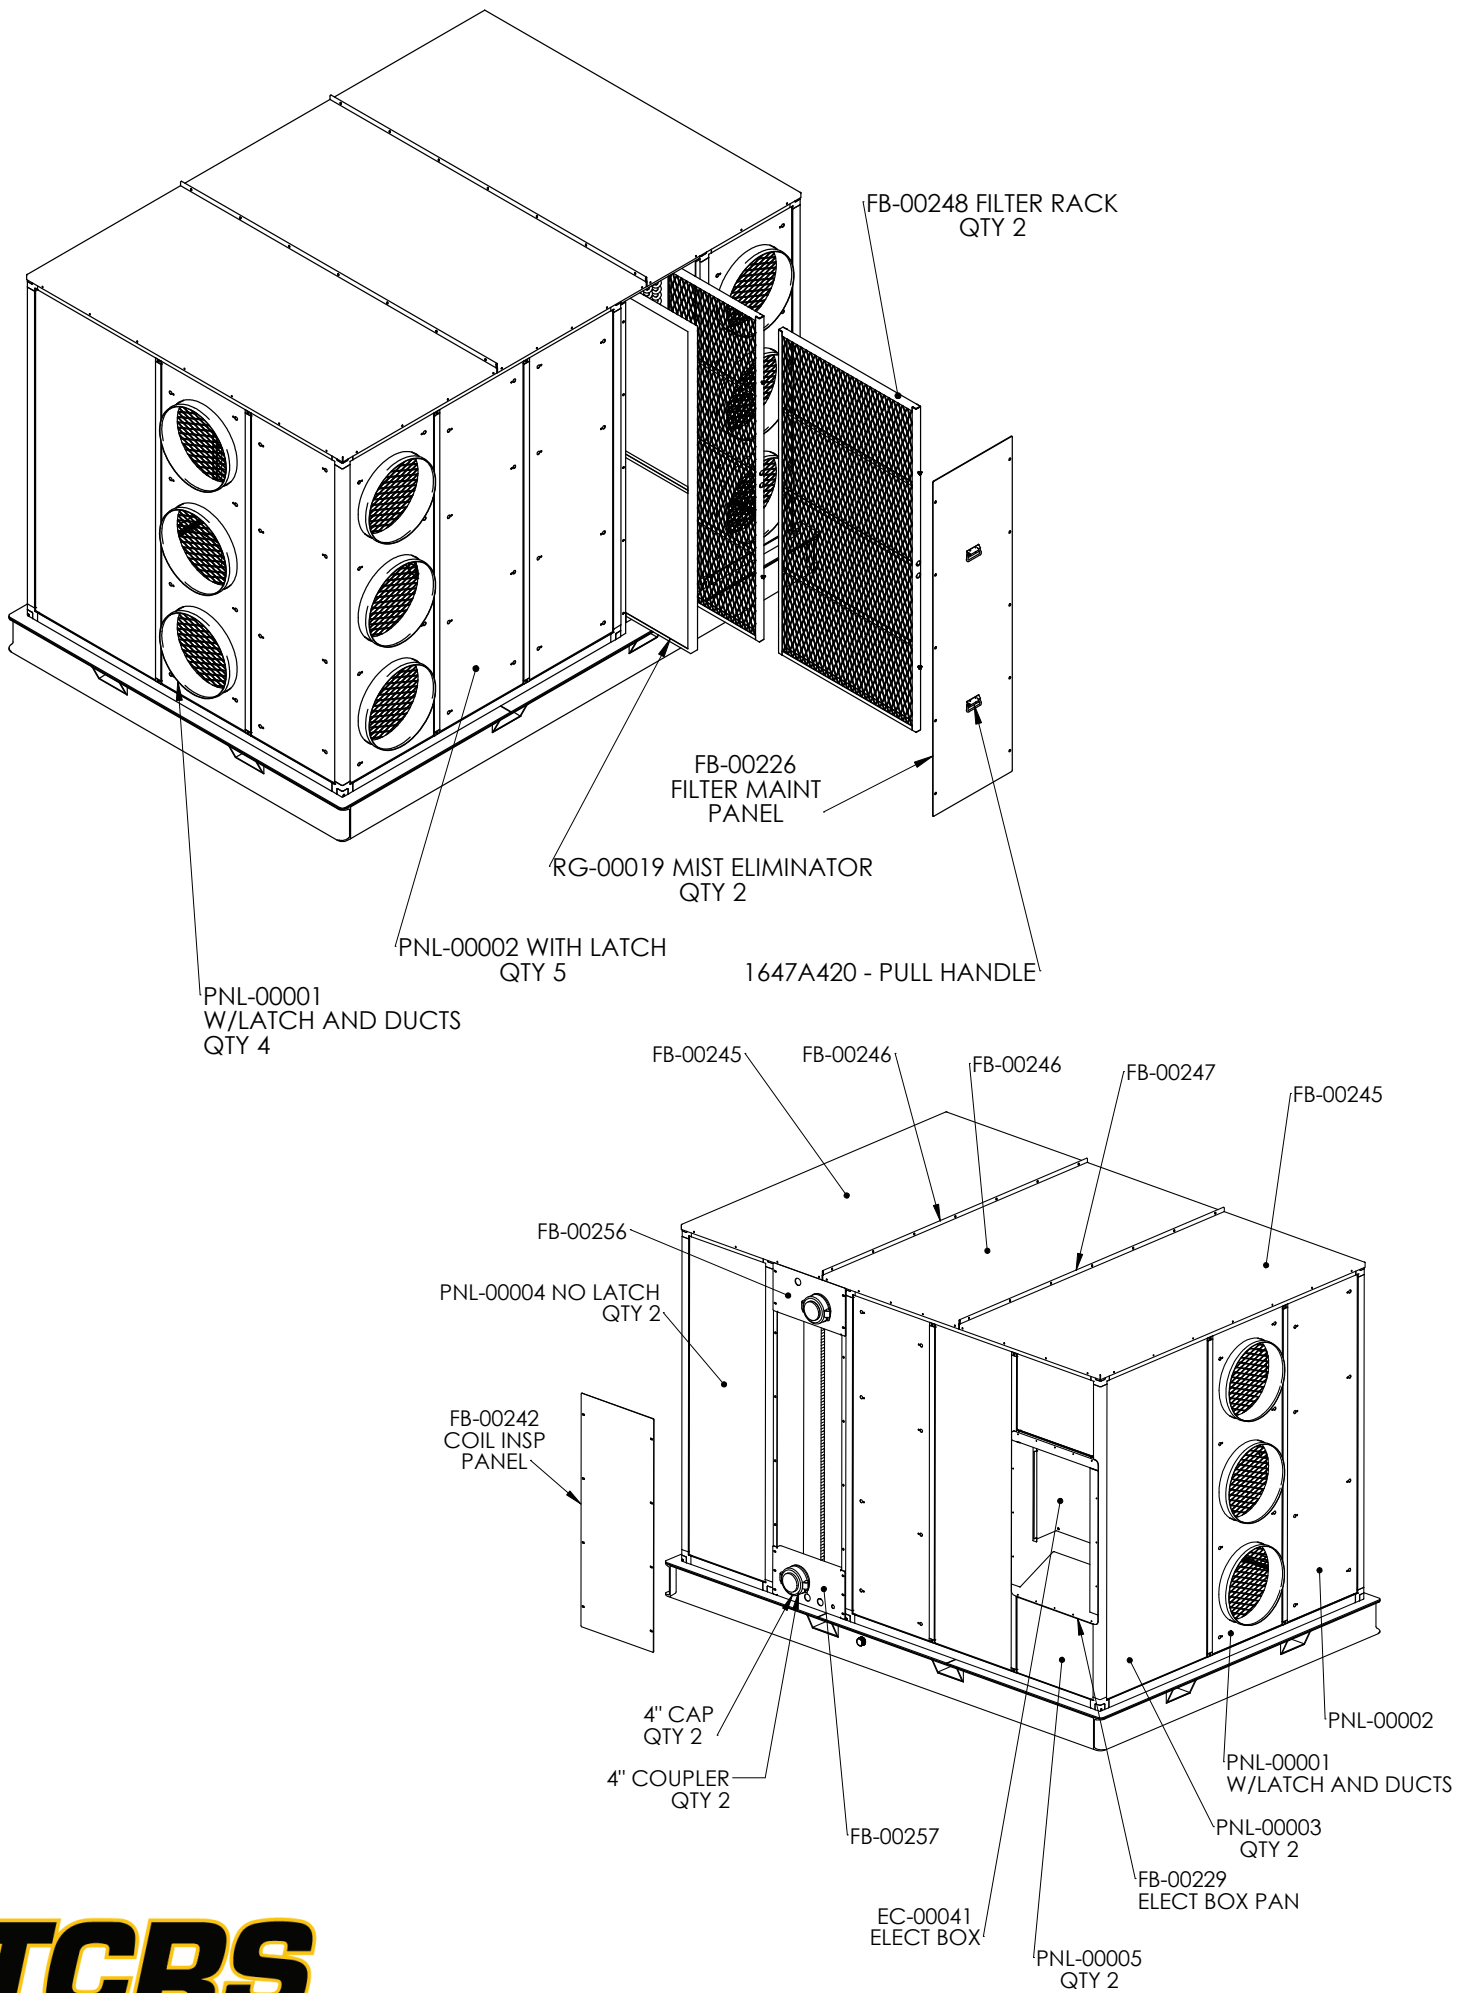 FB-00248 FILTER RACK
QTY 2
FB-00226
FILTER MAINT
PANEL
RG-00019 MIST ELIMINATOR
QTY 2
PNL-00002 WITH LATCH
QTY 5
1647A420 - PULL HANDLE
PNL-00001
W/LATCH AND DUCTS
QTY 4
FB-00245
FB-00246
FB-00246
FB-00247
FB-00245
FB-00256
PNL-00004 NO LATCH
QTY 2
FB-00242
COIL INSP
PANEL
4" CAP
QTY 2
4" COUPLER
QTY 2
FB-00257
PNL-00002
PNL-00001
W/LATCH AND DUCTS
PNL-00003
QTY 2
FB-00229
ELECT BOX PAN
EC-00041
ELECT BOX
PNL-00005
QTY 2
TCRS